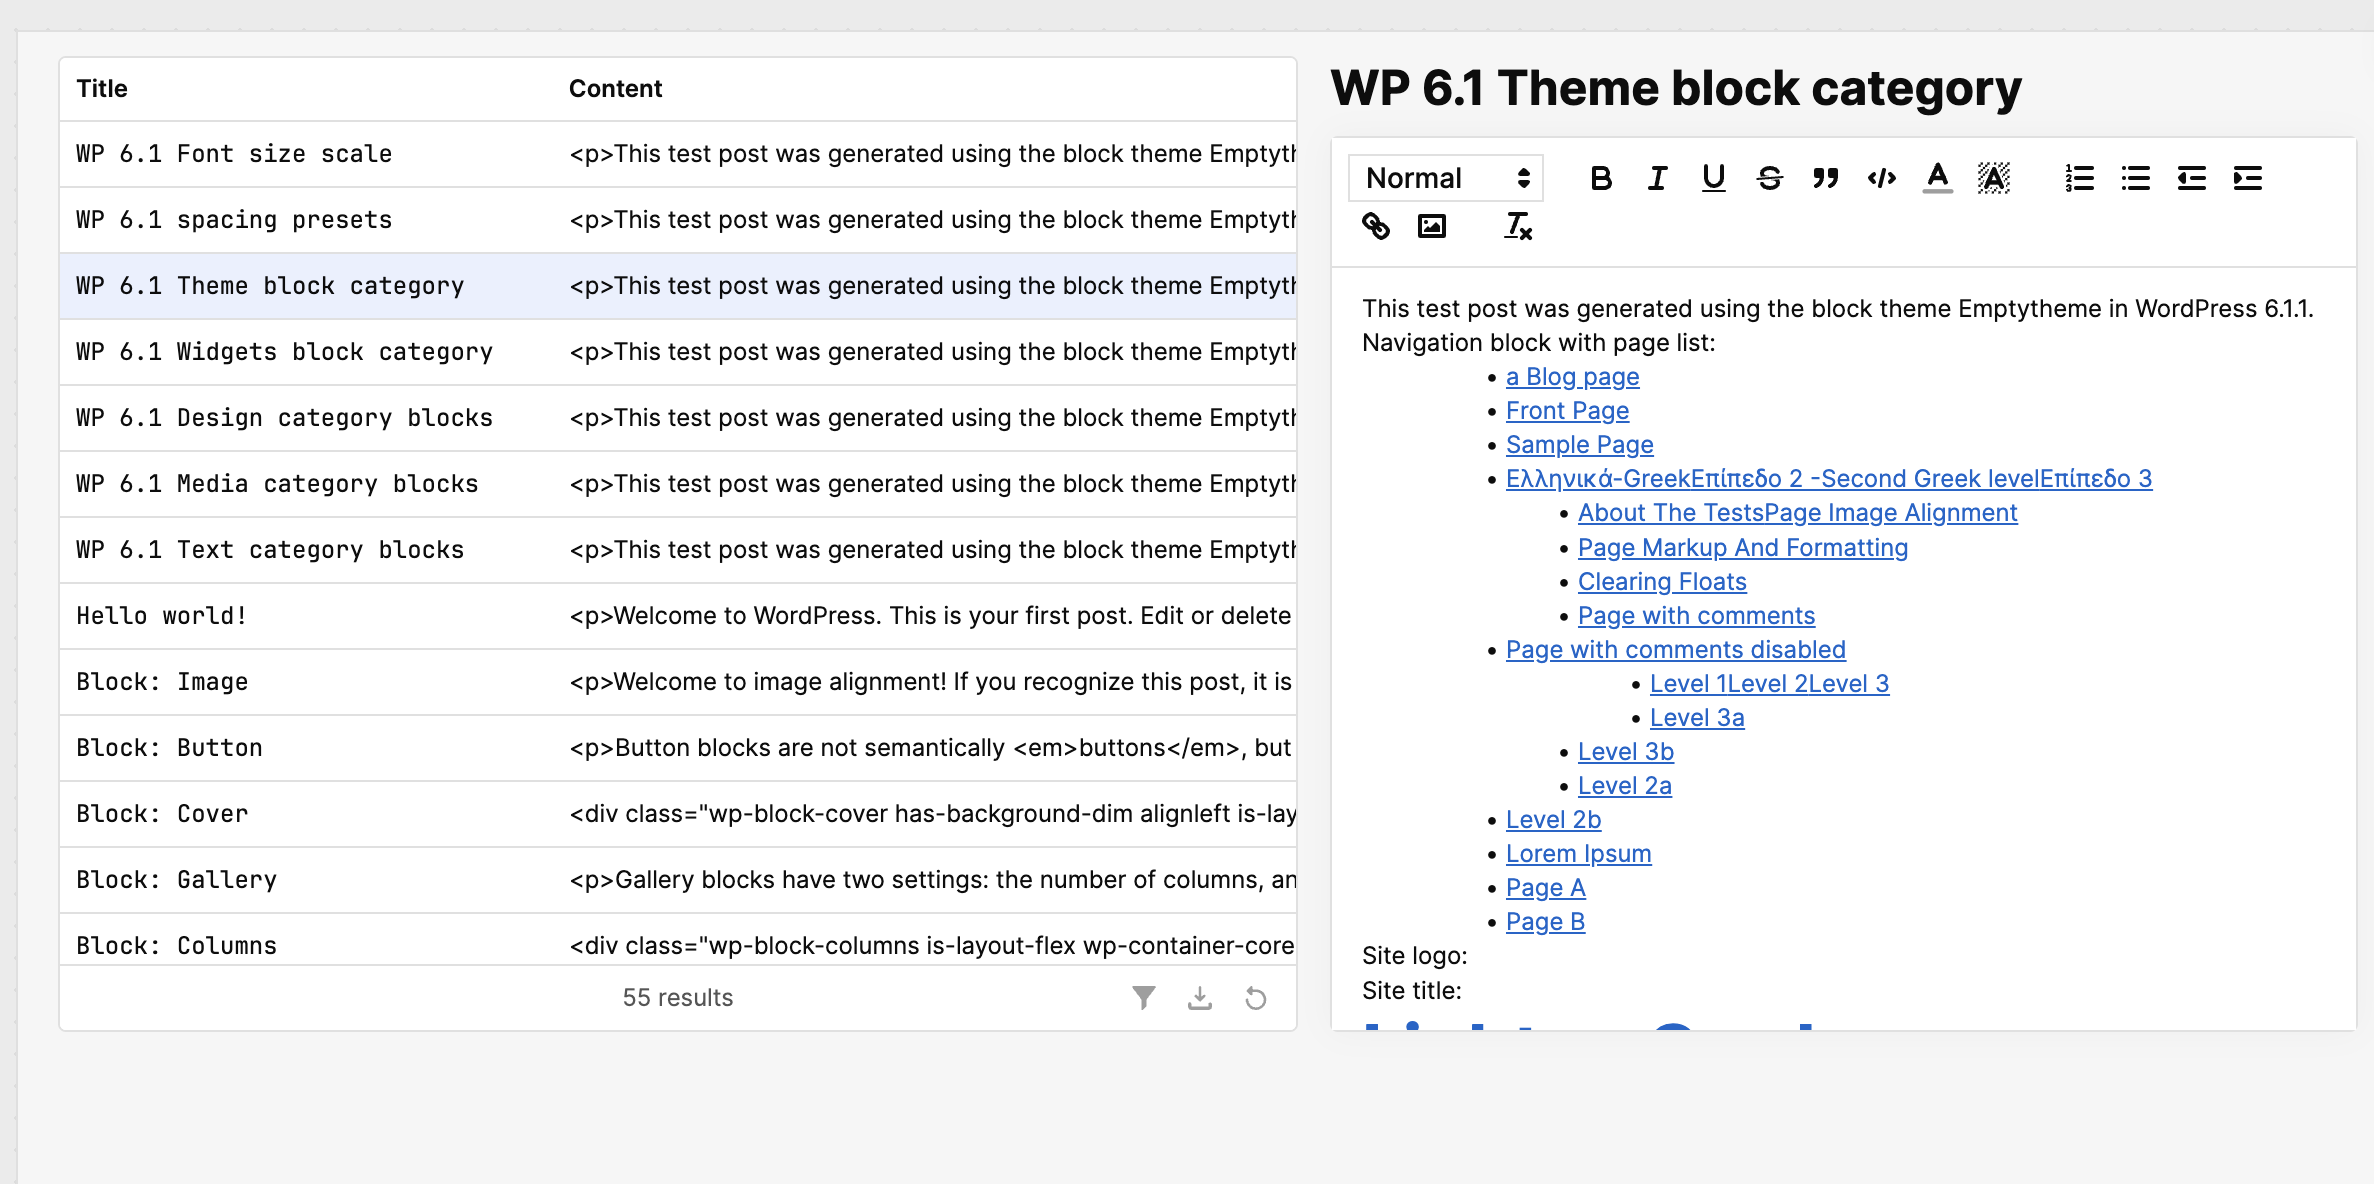 Title Content
WP 6.1 Font size scale <p>This test post was generated using the block theme Emptyth
WP 6.1 spacing presets <p>This test post was generated using the block theme Emptyth
WP 6.1 Theme block category <p>This test post was generated using the block theme Emptyth
WP 6.1 Widgets block category <p>This test post was generated using the block theme Emptyth
WP 6.1 Design category blocks <p>This test post was generated using the block theme Emptyth
WP 6.1 Media category blocks <p>This test post was generated using the block theme Emptyth
WP 6.1 Text category blocks <p>This test post was generated using the block theme Emptyth
Hello world! <p>Welcome to WordPress. This is your first post. Edit or delete
Block: Image <p>Welcome to image alignment! If you recognize this post, it is
Block: Button <p>Button blocks are not semantically <em>buttons</em>, but
Block: Cover <div class="wp-block-cover has-background-dim alignleft is-lay
Block: Gallery <p>Gallery blocks have two settings: the number of columns, an
Block: Columns <div class="wp-block-columns is-layout-flex wp-container-core
55 results
WP 6.1 Theme block category
Normal
This test post was generated using the block theme Emptytheme in WordPress 6.1.1.
Navigation block with page list:
• a Blog page
• Front Page
• Sample Page
• Ελληνικά-GreekΕπίπεδο 2 -Second Greek levelΕπίπεδο 3
• About The TestsPage Image Alignment
• Page Markup And Formatting
• Clearing Floats
• Page with comments
• Page with comments disabled
• Level 1Level 2Level 3
• Level 3a
• Level 3b
• Level 2a
• Level 2b
• Lorem Ipsum
• Page A
• Page B
Site logo:
Site title: